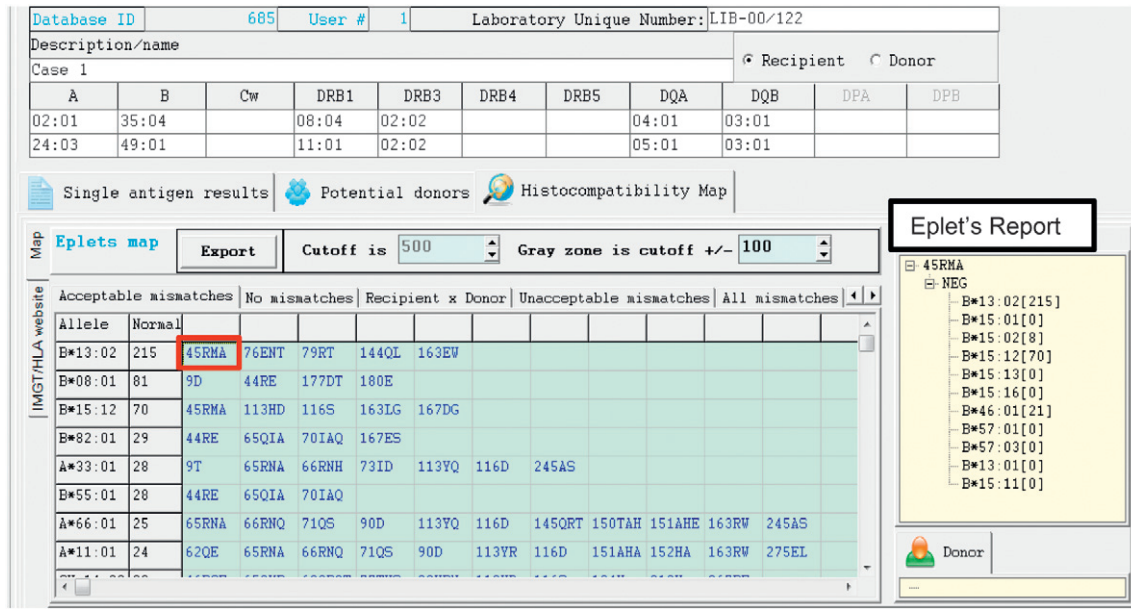 Database ID 685 User # 1 Laboratory Unique Number: LIB-00/122
Description/name
Case 1
Recipient Donor
A B Cw DRB1 DRB3 DRB4 DRB5 DQA DQB DPA DPB
02:01 35:04 08:04 02:02 04:01 03:01
24:03 49:01 11:01 02:02 05:01 03:01
Single antigen results Potential donors Histocompatibility Map
Map
IMGT/HLA website
Eplets map Export Cutoff is 500 Gray zone is cutoff +/- 100
Acceptable mismatches No mismatches Recipient x Donor Unacceptable mismatches All mismatches
Allele Normal
B*13:02 215 45RMA 76ENT 79RT 144QL 163EW
B*08:01 81 9D 44RE 177DT 180E
B*15:12 70 45RMA 113HD 116S 163LG 167DG
B*82:01 29 44RE 65QIA 70IAQ 167ES
A*33:01 28 9T 65RNA 66RNH 73ID 113YQ 116D 245AS
B*55:01 28 44RE 65QIA 70IAQ
A*66:01 25 65RNA 66RNQ 71QS 90D 113YQ 116D 145QRT 150TAH 151AHE 163RW 245AS
A*11:01 24 62QE 65RNA 66RNQ 71QS 90D 113YR 116D 151AHA 152HA 163RW 275EL
Eplet's Report
45RMA
NEG
B*13:02[215]
B*15:01[0]
B*15:02[8]
B*15:12[70]
B*15:13[0]
B*15:16[0]
B*46:01[21]
B*57:01[0]
B*57:03[0]
B*13:01[0]
B*15:11[0]
Donor